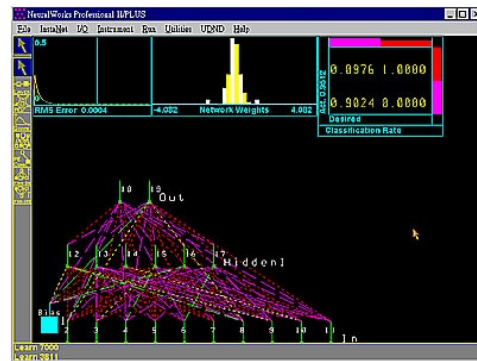 NeuralWorks Professional II/PLUS
File InstaNet I/O Instrument Run Utilities UDND Help
0.5
0
RMS Error 0.0004
-4.082 Network Weights 4.082
0.0976 1.0000
0.9024 0.0000
Desired
Classification Rate
18 19
Out
12 13 14 15 16 17
Hidden1
Bias
2 3 4 5 6 7 8 9 10 11
In
Learn 7000